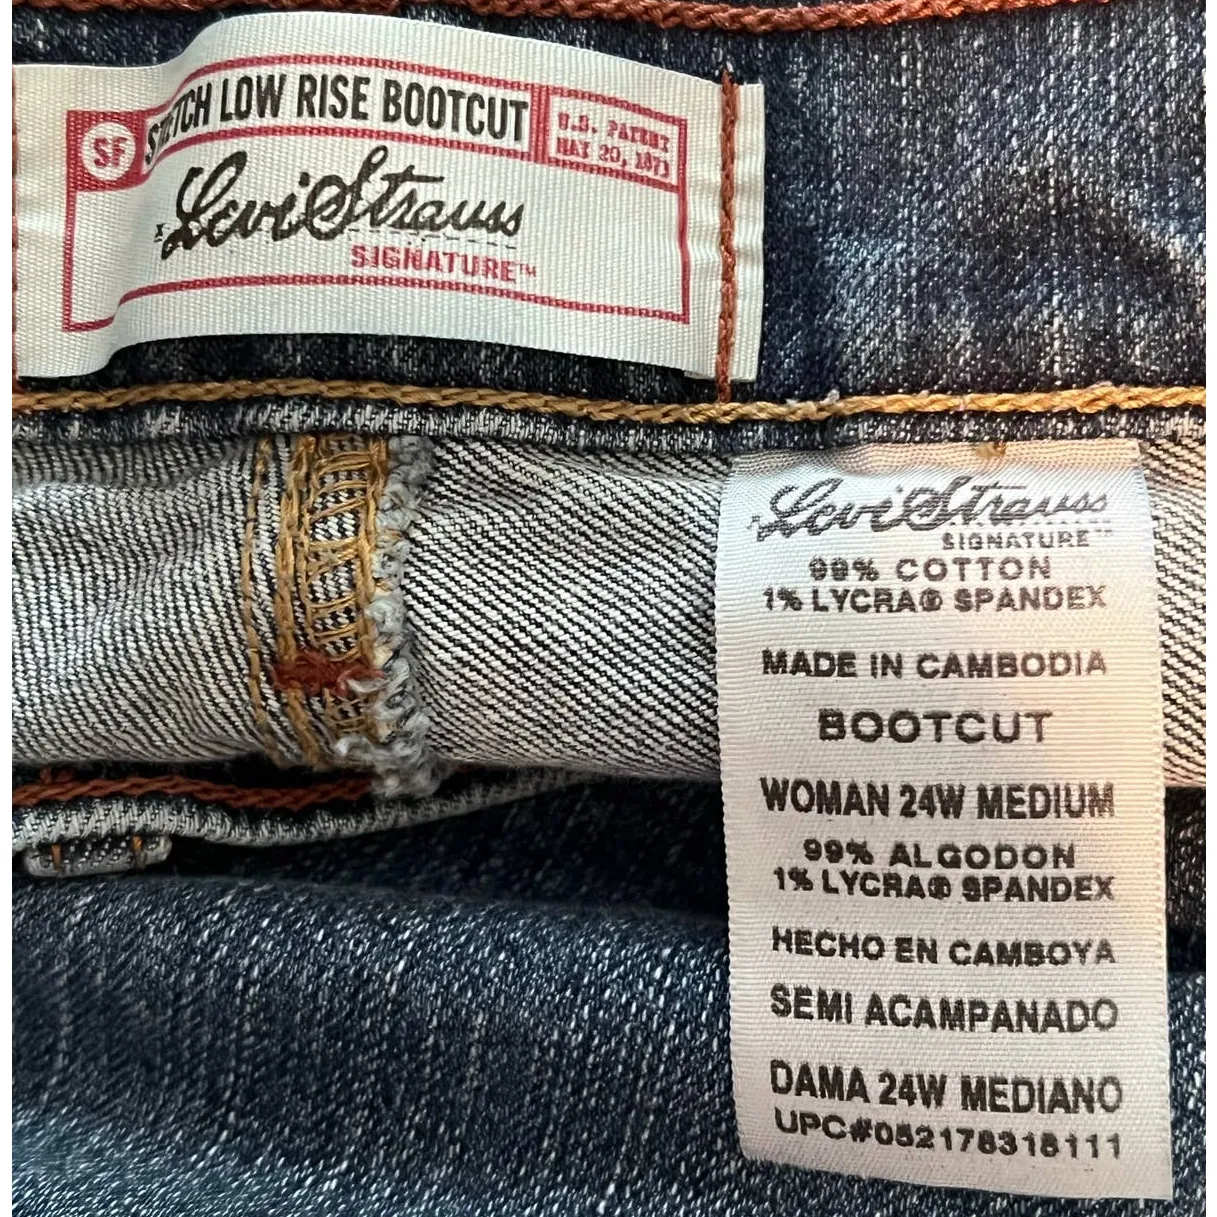 SF STRETCH LOW RISE BOOTCUT
U.S. PATENT
MAY 20, 1873
Levi Strauss
SIGNATURE™
Levi Strauss
SIGNATURE™
99% COTTON
1% LYCRA® SPANDEX
MADE IN CAMBODIA
BOOTCUT
WOMAN 24W MEDIUM
99% ALGODON
1% LYCRA® SPANDEX
HECHO EN CAMBOYA
SEMI ACAMPANADO
DAMA 24W MEDIANO
UPC#052178318111